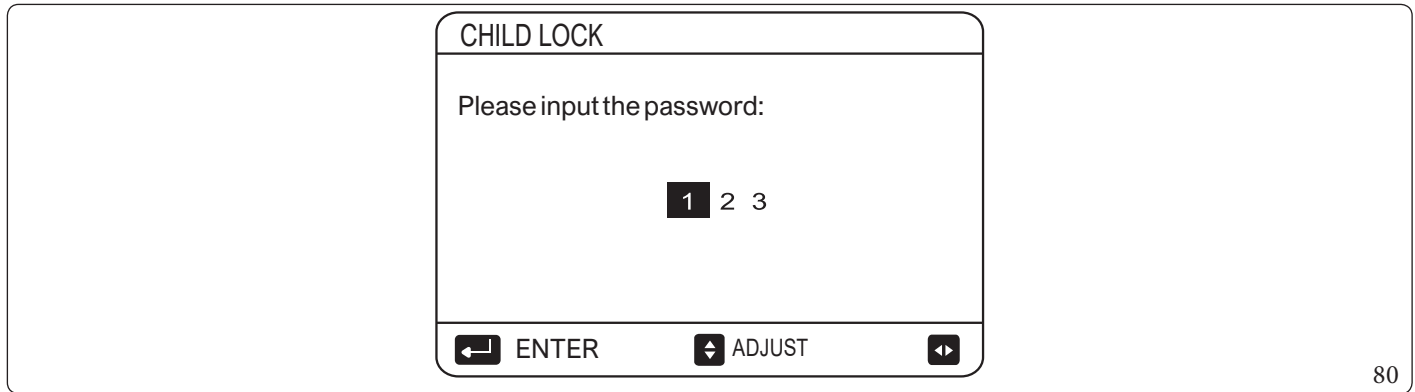 CHILD LOCK
Please input the password:
1 2 3
ENTER ADJUST
80